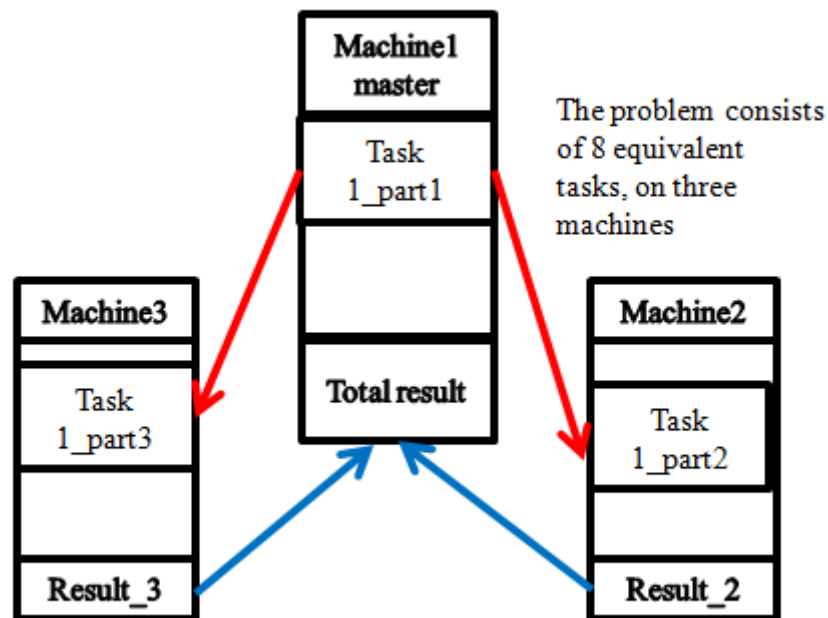 Machine1
master
Task
1_part1
The problem consists
of 8 equivalent
tasks, on three
machines
Machine3
Task
1_part3
Result_3
Total result
Machine2
Task
1_part2
Result_2